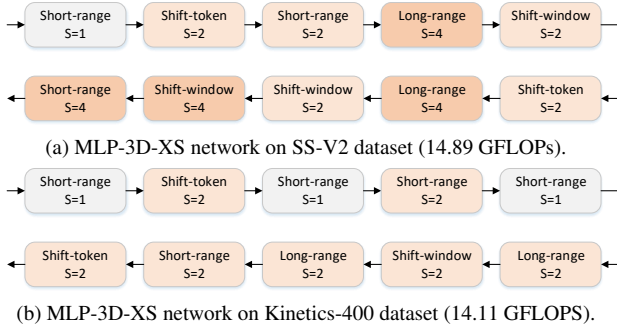 Short-range Shift-token Short-range Long-range Shift-window
S=1 S=2 S=2 S=4 S=2
Short-range Shift-window Shift-window Long-range Shift-token
S=4 S=4 S=2 S=4 S=2
(a) MLP-3D-XS network on SS-V2 dataset (14.89 GFLOPs).
Short-range Shift-token Short-range Short-range Short-range
S=1 S=2 S=1 S=2 S=1
Shift-token Short-range Long-range Shift-window Long-range
S=2 S=2 S=2 S=2 S=2
(b) MLP-3D-XS network on Kinetics-400 dataset (14.11 GFLOPS).